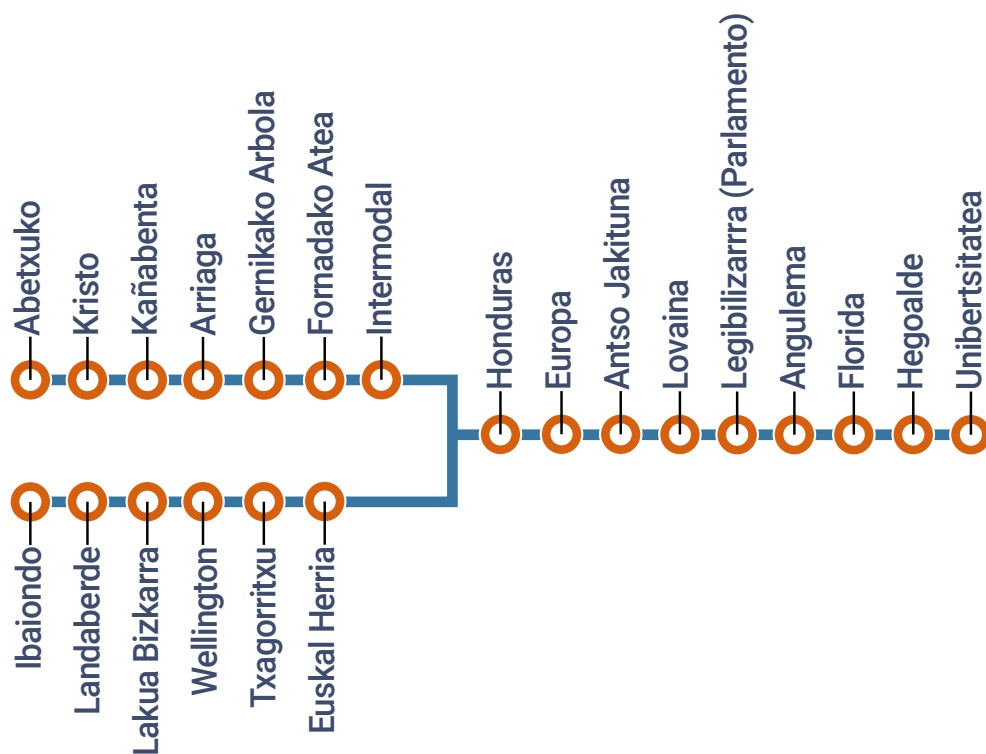 Abetxuko
Kristo
Kañabenta
Arriaga
Gernikako Arbola
Fornadako Atea
Intermodal
Honduras
Europa
Antso Jakituna
Lovaina
Legibilizarrra (Parlamento)
Angulema
Florida
Hegoalde
Unibertsitatea
Ibaiondo
Landaberde
Lakua Bizkarra
Wellington
Txagorritxu
Euskal Herria